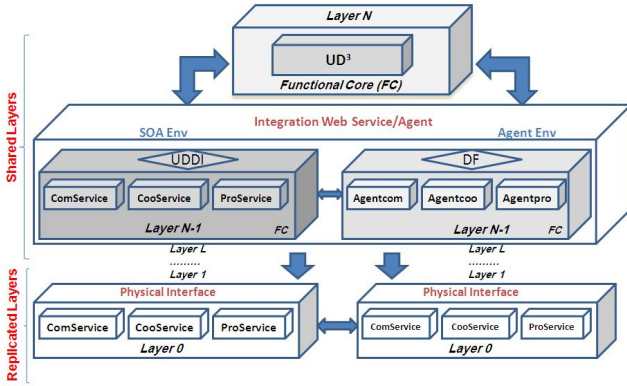 Layer N
UD³
Functional Core (FC)
Shared Layers
Integration Web Service/Agent
SOA Env
Agent Env
UDDI
DF
ComService
CooService
ProService
Agentcom
Agentcoo
Agentpro
Layer N-1
FC
Layer N-1
FC
Layer L
Layer L
.........
.........
Layer 1
Layer 1
Replicated Layers
Physical Interface
Physical Interface
ComService
CooService
ProService
ComService
CooService
ProService
Layer 0
Layer 0